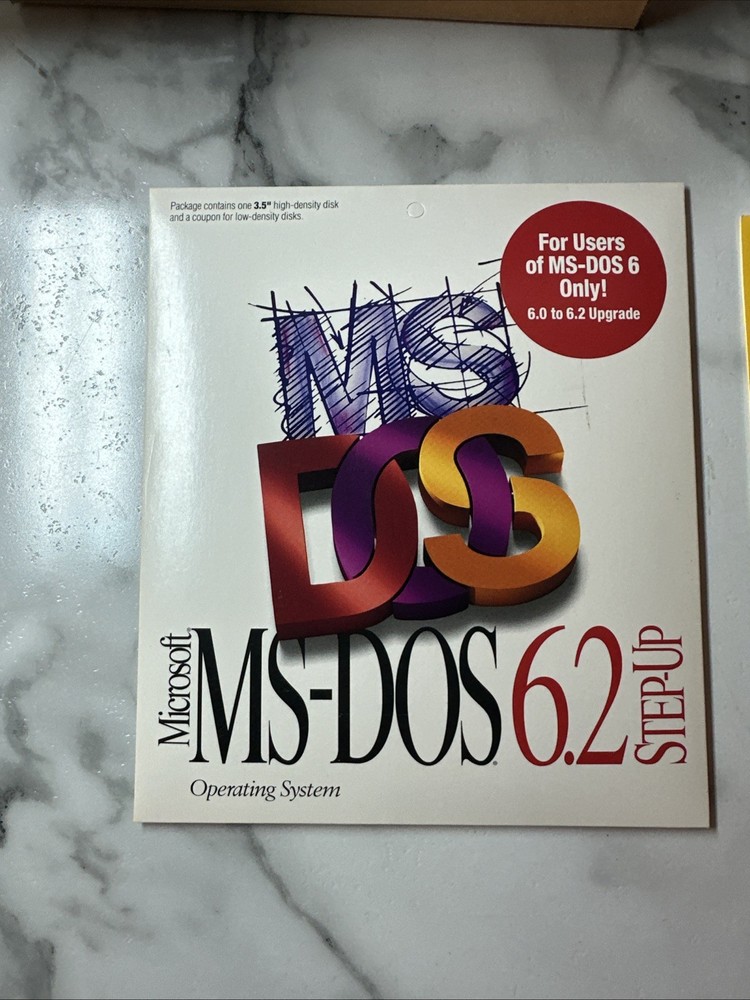 Package contains one 3.5" high-density disk
and a coupon for low-density disks.
For Users
of MS-DOS 6
Only!
6.0 to 6.2 Upgrade
MS
DOS
Microsoft®
MS-DOS® 6.2
STEP-UP
Operating System